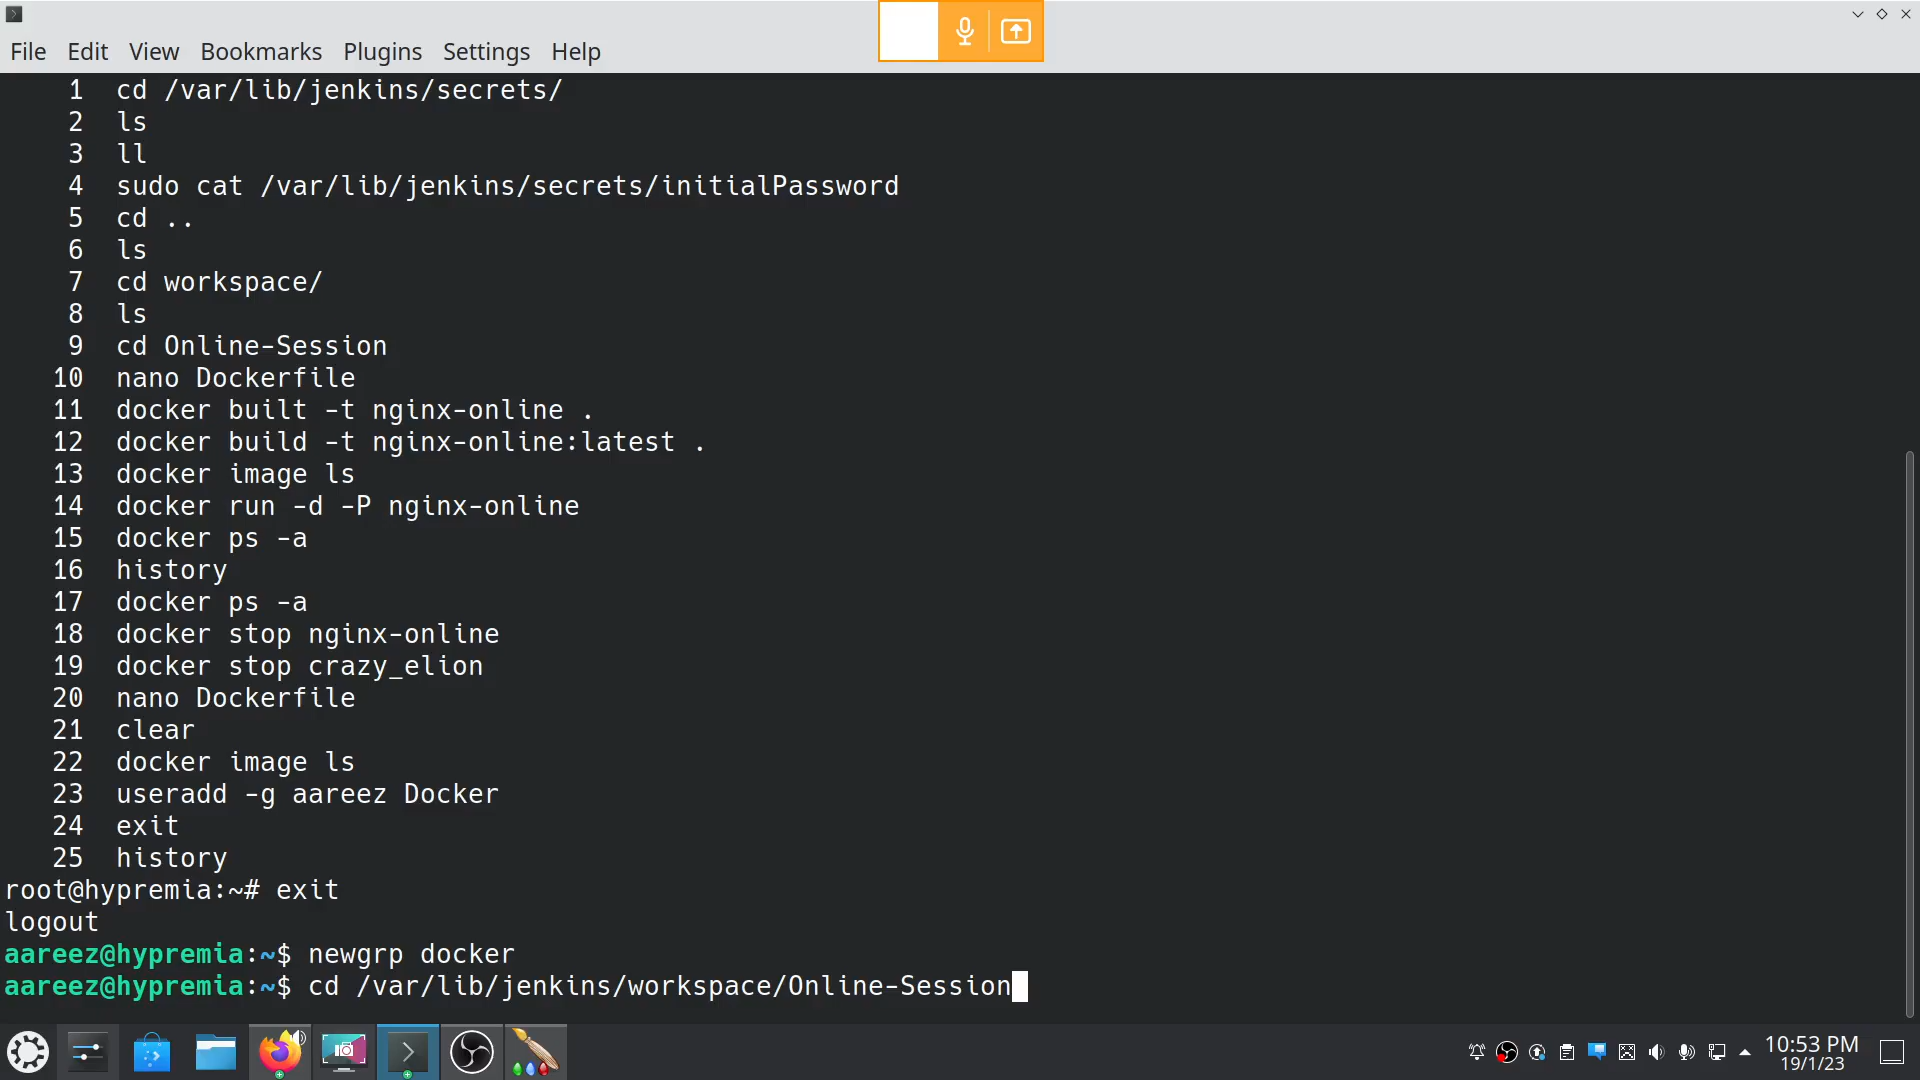 File Edit View Bookmarks Plugins Settings Help
1 cd /var/lib/jenkins/secrets/
2 ls
3 ll
4 sudo cat /var/lib/jenkins/secrets/initialPassword
5 cd ..
6 ls
7 cd workspace/
8 ls
9 cd Online-Session
10 nano Dockerfile
11 docker built -t nginx-online .
12 docker build -t nginx-online:latest .
13 docker image ls
14 docker run -d -P nginx-online
15 docker ps -a
16 history
17 docker ps -a
18 docker stop nginx-online
19 docker stop crazy_elion
20 nano Dockerfile
21 clear
22 docker image ls
23 useradd -g aareez Docker
24 exit
25 history
root@hypremia:~# exit
logout
aareez@hypremia:~$ newgrp docker
aareez@hypremia:~$ cd /var/lib/jenkins/workspace/Online-Session
10:53 PM
19/1/23